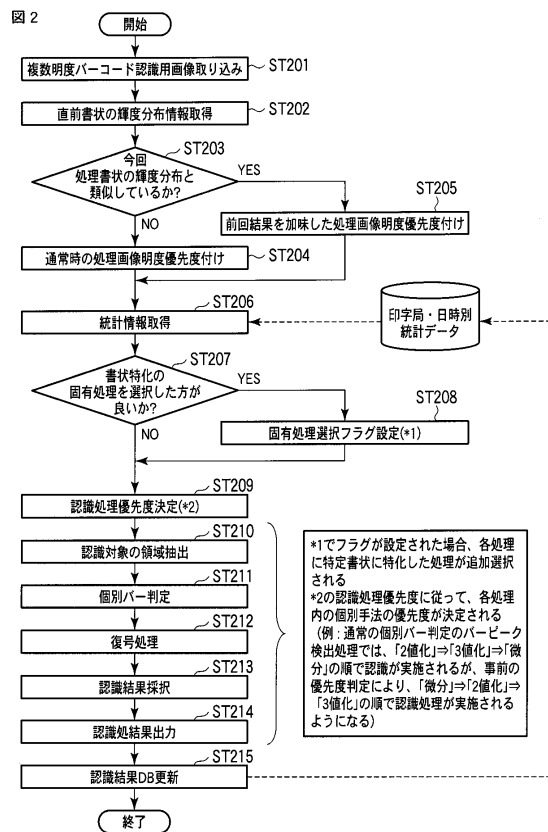 図2
開始
複数明度バーコード認識用画像取り込み
ST201
直前書状の輝度分布情報取得
ST202
ST203
今回
処理書状の輝度分布と
類似しているか?
YES
NO
ST205
前回結果を加味した処理画像明度優先度付け
ST204
通常時の処理画像明度優先度付け
ST206
統計情報取得
印字局・日時別
統計データ
ST207
書状特化の
固有処理を選択した方が
良いか?
YES
NO
ST208
固有処理選択フラグ設定(*1)
ST209
認識処理優先度決定(*2)
ST210
認識対象の領域抽出
ST211
個別バー判定
ST212
復号処理
ST213
認識結果採択
ST214
認識処結果出力
ST215
認識結果DB更新
終了
*1でフラグが設定された場合、各処理
に特定書状に特化した処理が追加選択
される
*2の認識処理優先度に従って、各処理
内の個別手法の優先度が決定される
(例:通常の個別バー判定のバーピーク
検出処理では、「2値化」⇒「3値化」⇒「微
分」の順で認識が実施されるが、事前の
優先度判定により、「微分」⇒「2値化」⇒
「3値化」の順で認識処理が実施される
ようになる)